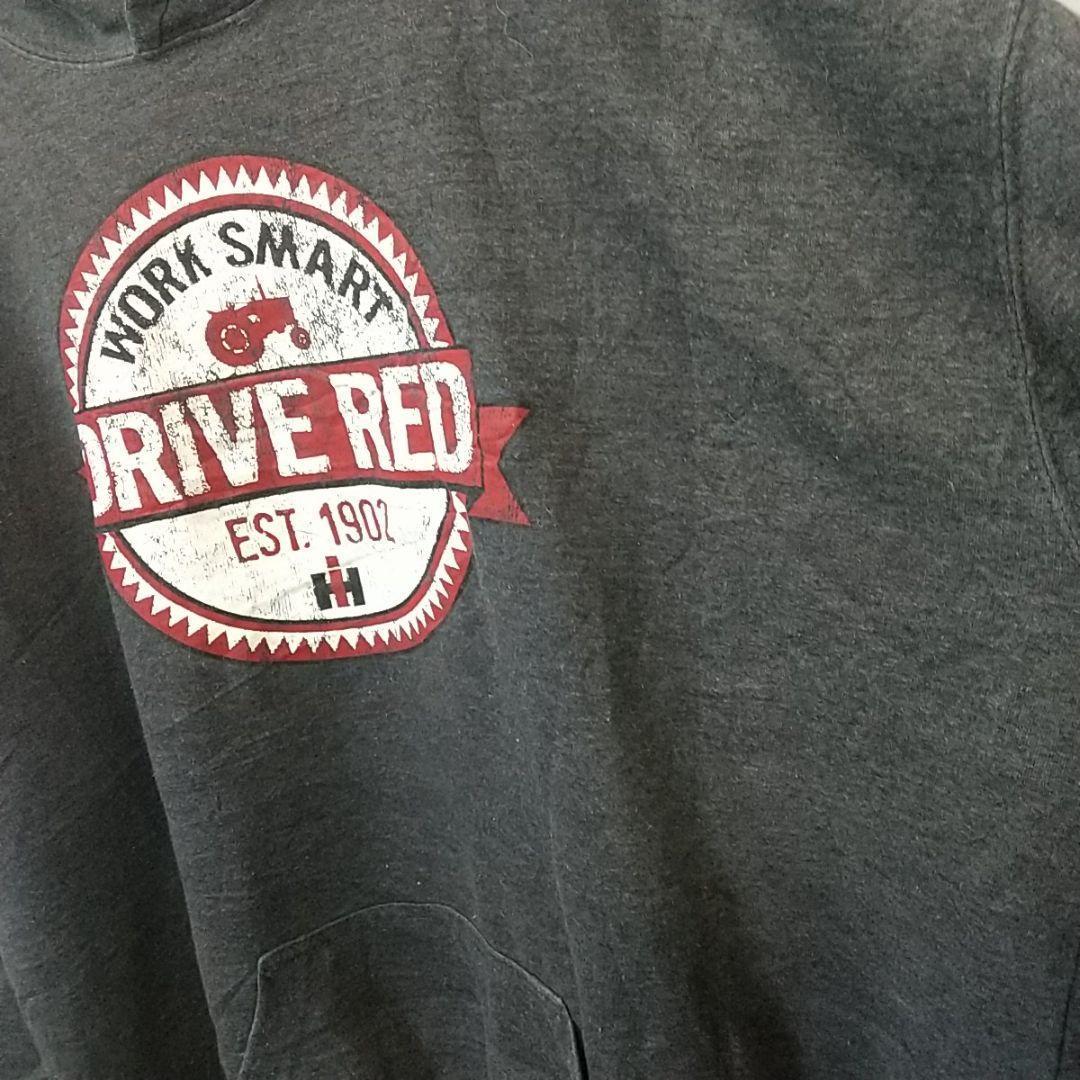 WORK SMART
DRIVE RED
EST. 1902
IH